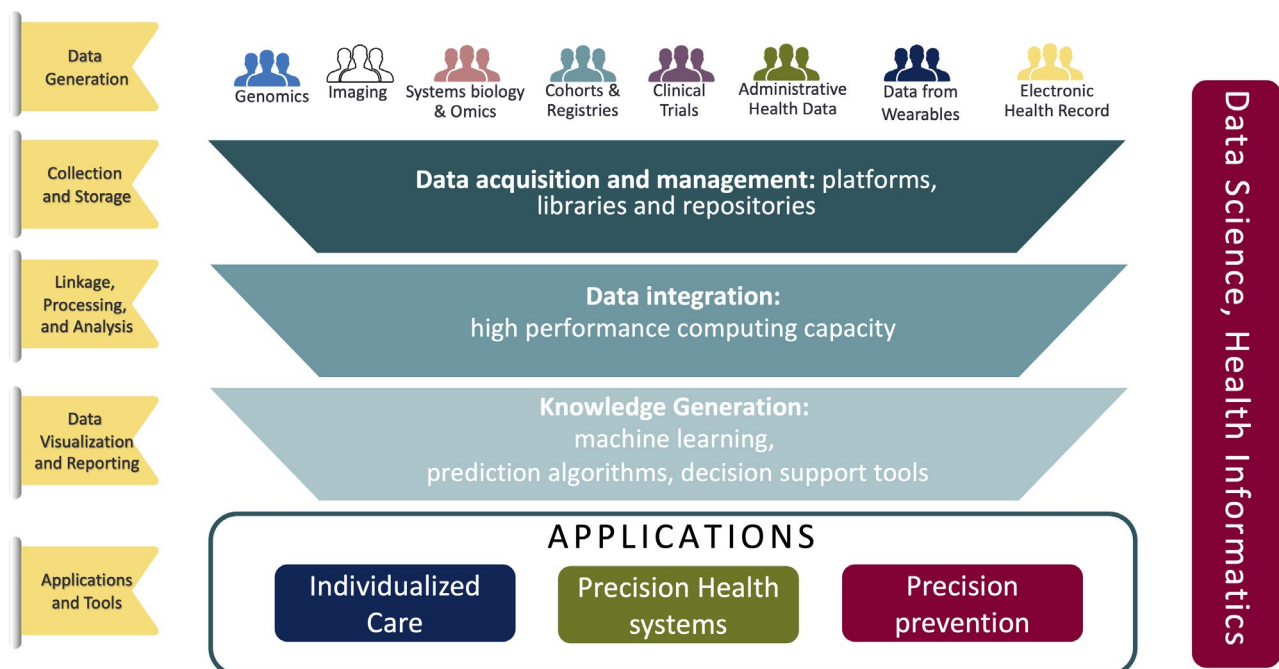 Data
Generation
Genomics
Imaging
Systems biology
& Omics
Cohorts &
Registries
Clinical
Trials
Administrative
Health Data
Data from
Wearables
Electronic
Health Record
Collection
and Storage
Data acquisition and management: platforms,
libraries and repositories
Linkage,
Processing,
and Analysis
Data integration:
high performance computing capacity
Data
Visualization
and Reporting
Knowledge Generation:
machine learning,
prediction algorithms, decision support tools
Applications
and Tools
APPLICATIONS
Individualized
Care
Precision Health
systems
Precision
prevention
Data Science, Health Informatics